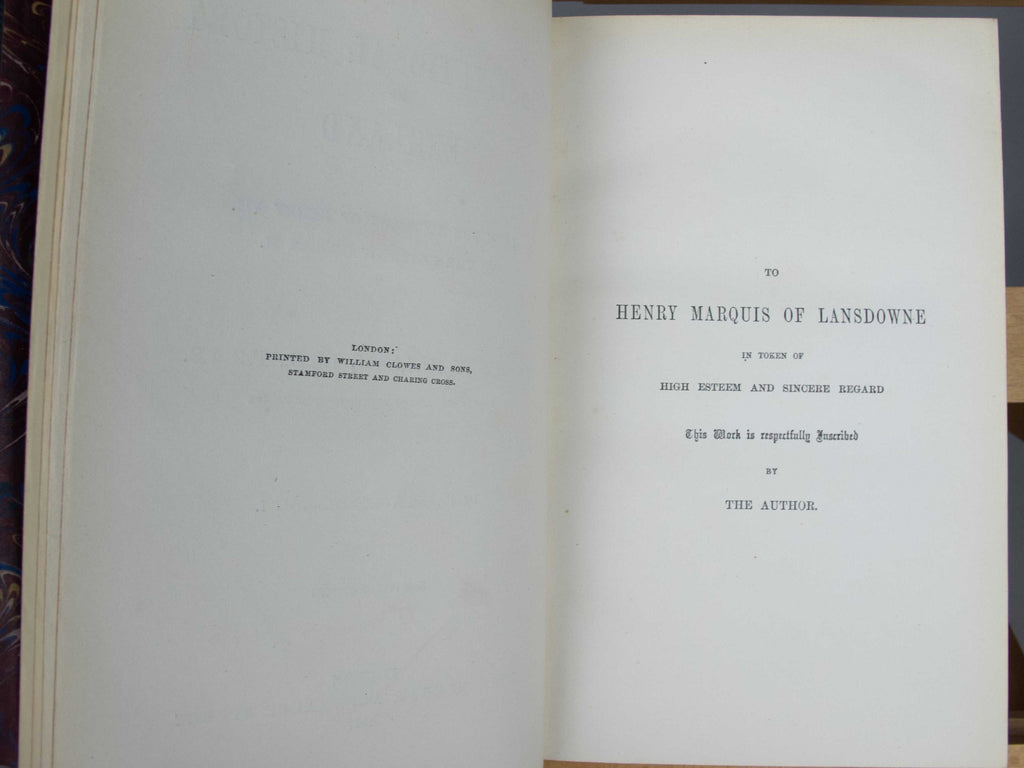 LONDON:
PRINTED BY WILLIAM CLOWES AND SONS,
STAMFORD STREET AND CHARING CROSS.
TO
HENRY MARQUIS OF LANSDOWNE
IN TOKEN OF
HIGH ESTEEM AND SINCERE REGARD
This Work is respectfully Inscribed
BY
THE AUTHOR.